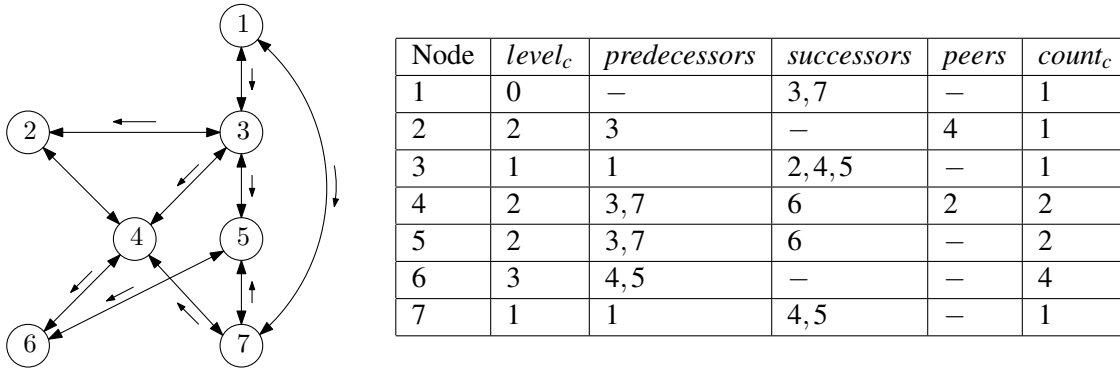 1
2
3
4
5
6
7
Node level_c predecessors successors peers count_c
1 0 − 3,7 − 1
2 2 3 − 4 1
3 1 1 2,4,5 − 1
4 2 3,7 6 2 2
5 2 3,7 6 − 2
6 3 4,5 − − 4
7 1 1 4,5 − 1